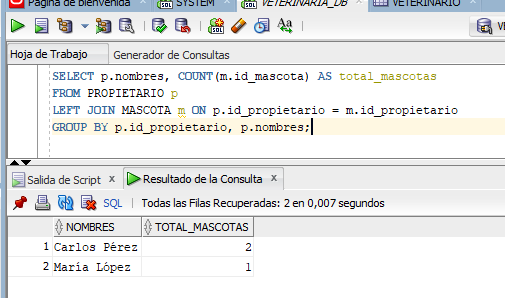 Página de bienvenida
SYSTEM
VETERINARIA_DB
VETERINARIO
Aa
VE
Hoja de Trabajo
Generador de Consultas
SELECT p.nombres, COUNT(m.id_mascota) AS total_mascotas
FROM PROPIETARIO p
LEFT JOIN MASCOTA m ON p.id_propietario = m.id_propietario
GROUP BY p.id_propietario, p.nombres;
Salida de Script x
Resultado de la Consulta x
SQL | Todas las Filas Recuperadas: 2 en 0,007 segundos
NOMBRES TOTAL_MASCOTAS
1 Carlos Pérez 2
2 María López 1